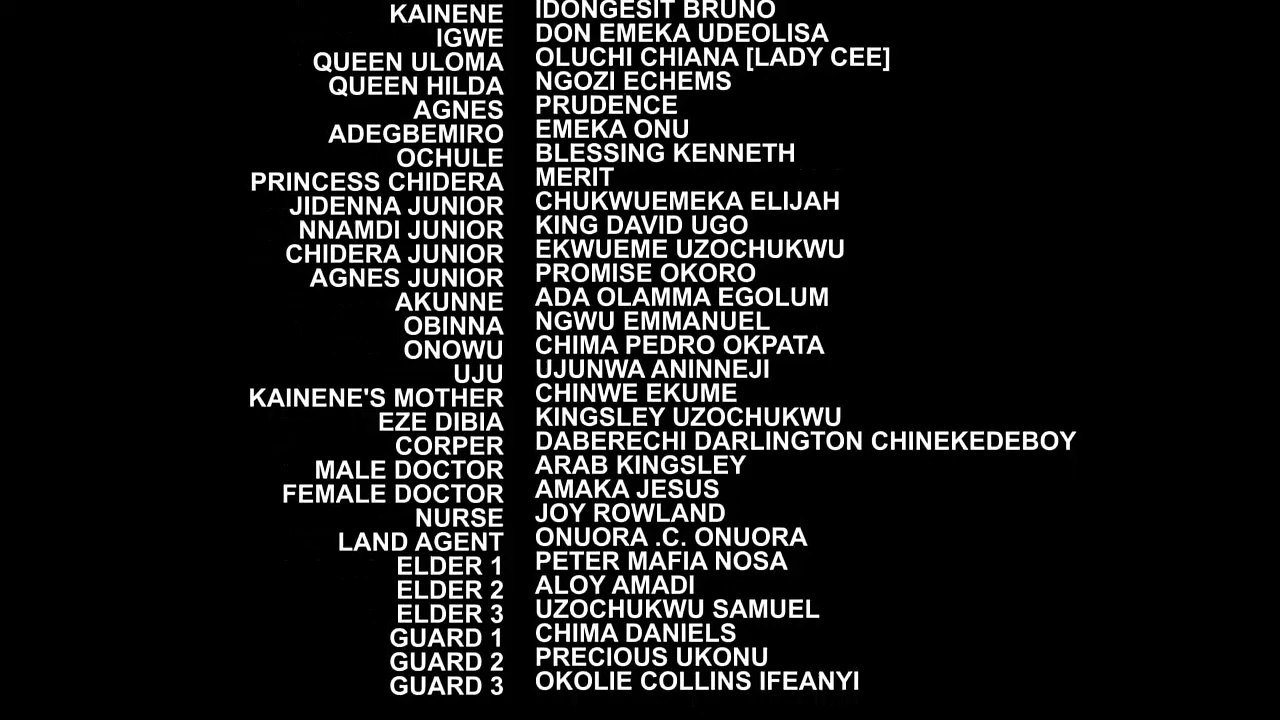 KAINENE IDONGESIT BRUNO
IGWE DON EMEKA UDEOLISA
QUEEN ULOMA OLUCHI CHIANA [LADY CEE]
QUEEN HILDA NGOZI ECHEMS
AGNES PRUDENCE
ADEGBEMIRO EMEKA ONU
OCHULE BLESSING KENNETH
PRINCESS CHIDERA MERIT
JIDENNA JUNIOR CHUKWUEMEKA ELIJAH
NNAMDI JUNIOR KING DAVID UGO
CHIDERA JUNIOR EKWUEME UZOCHUKWU
AGNES JUNIOR PROMISE OKORO
AKUNNE ADA OLAMMA EGOLUM
OBINNA NGWU EMMANUEL
ONOWU CHIMA PEDRO OKPATA
UJU UJUNWA ANINNEJI
KAINENE'S MOTHER CHINWE EKUME
EZE DIBIA KINGSLEY UZOCHUKWU
CORPER DABERECHI DARLINGTON CHINEKEDEBOY
MALE DOCTOR ARAB KINGSLEY
FEMALE DOCTOR AMAKA JESUS
NURSE JOY ROWLAND
LAND AGENT ONUORA .C. ONUORA
ELDER 1 PETER MAFIA NOSA
ELDER 2 ALOY AMADI
ELDER 3 UZOCHUKWU SAMUEL
GUARD 1 CHIMA DANIELS
GUARD 2 PRECIOUS UKONU
GUARD 3 OKOLIE COLLINS IFEANYI